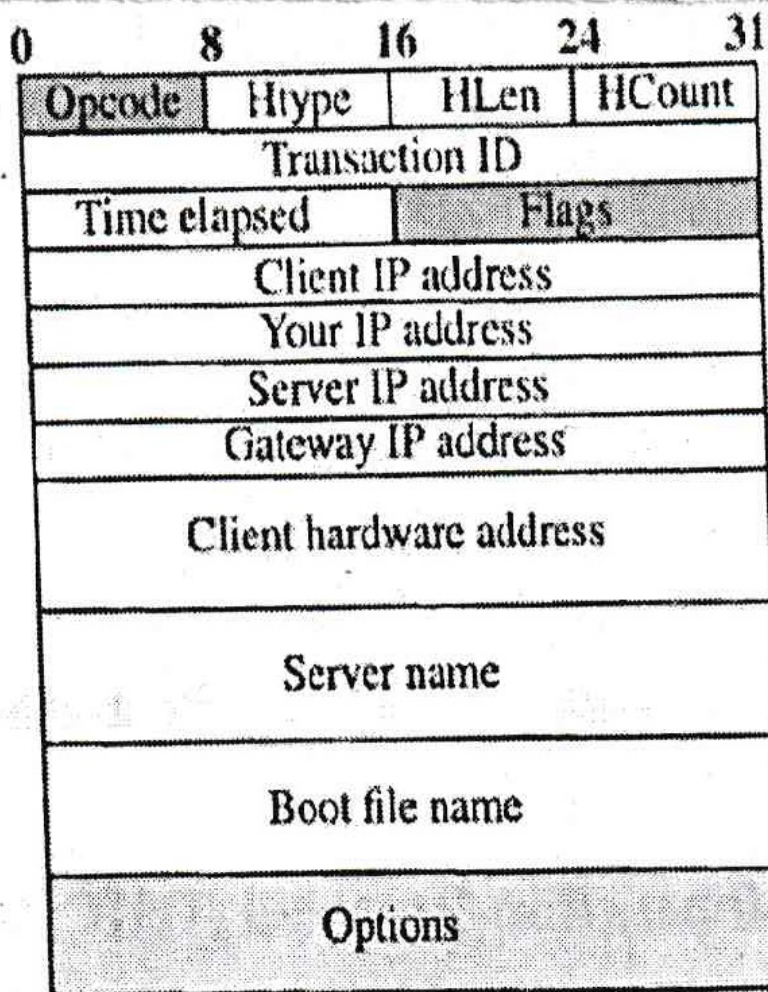 0 8 16 24 31
Opcode Htype HLen HCount
Transaction ID
Time elapsed Flags
Client IP address
Your IP address
Server IP address
Gateway IP address
Client hardware address
Server name
Boot file name
Options